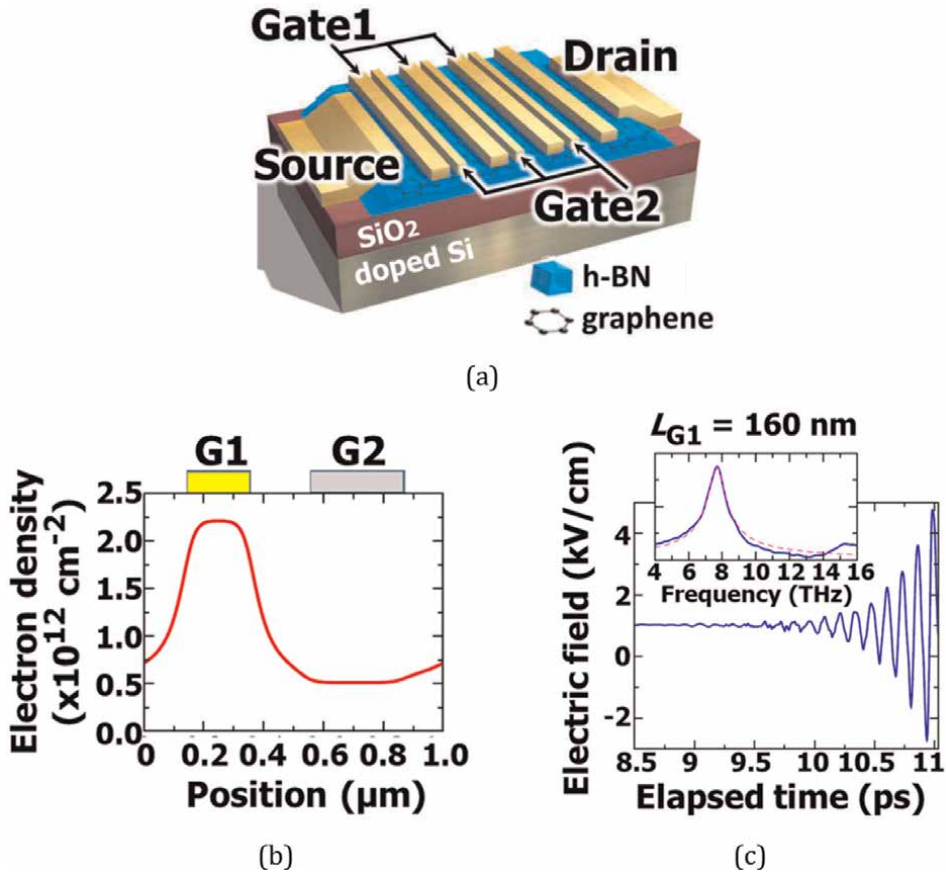 Gate1
Drain
Source
Gate2
SiO2
doped Si
h-BN
graphene
(a)
G1
G2
Electron density
(x10^12 cm^-2)
2.5
2.0
1.5
1.0
0.5
0.0
0 0.2 0.4 0.6 0.8 1.0
Position (µm)
(b)
LG1 = 160 nm
Electric field (kV/cm)
4
2
0
-2
4 6 8 10 12 14 16
Frequency (THz)
8.5 9 9.5 10 10.5 11
Elapsed time (ps)
(c)